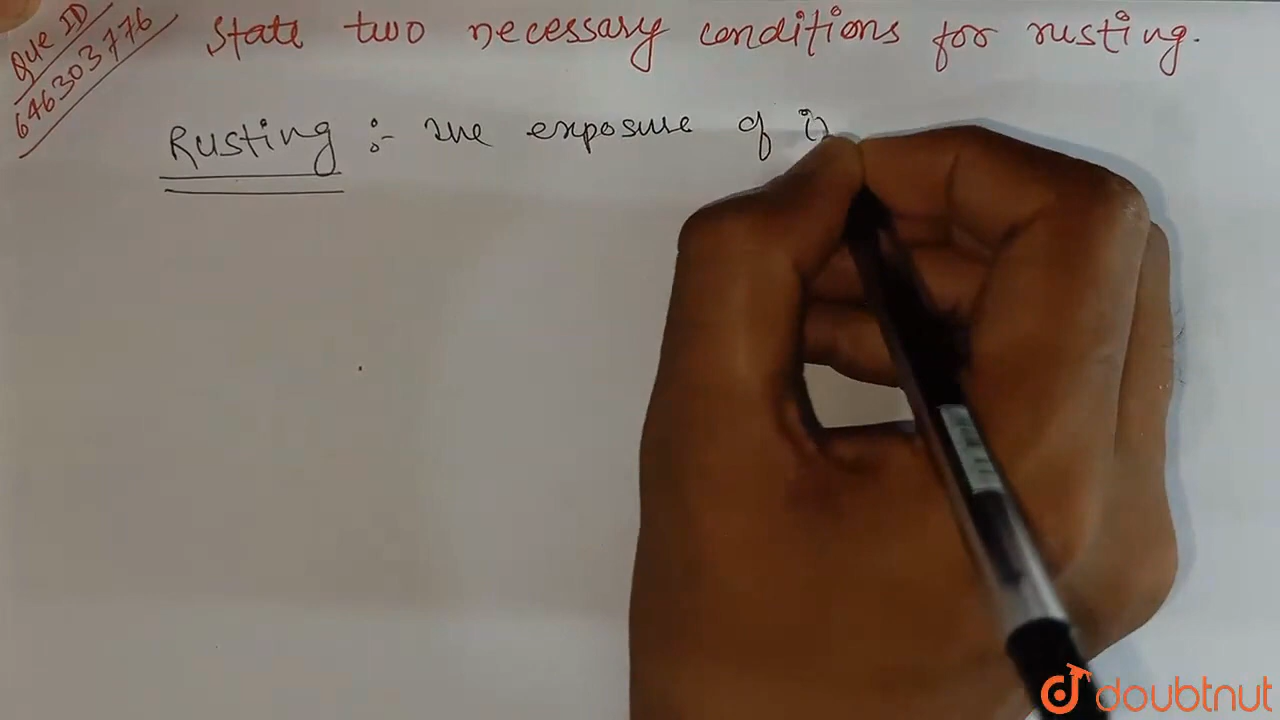 Que ID
646303776
State two necessary conditions for rusting.
Rusting :- The exposure of
doubtnut